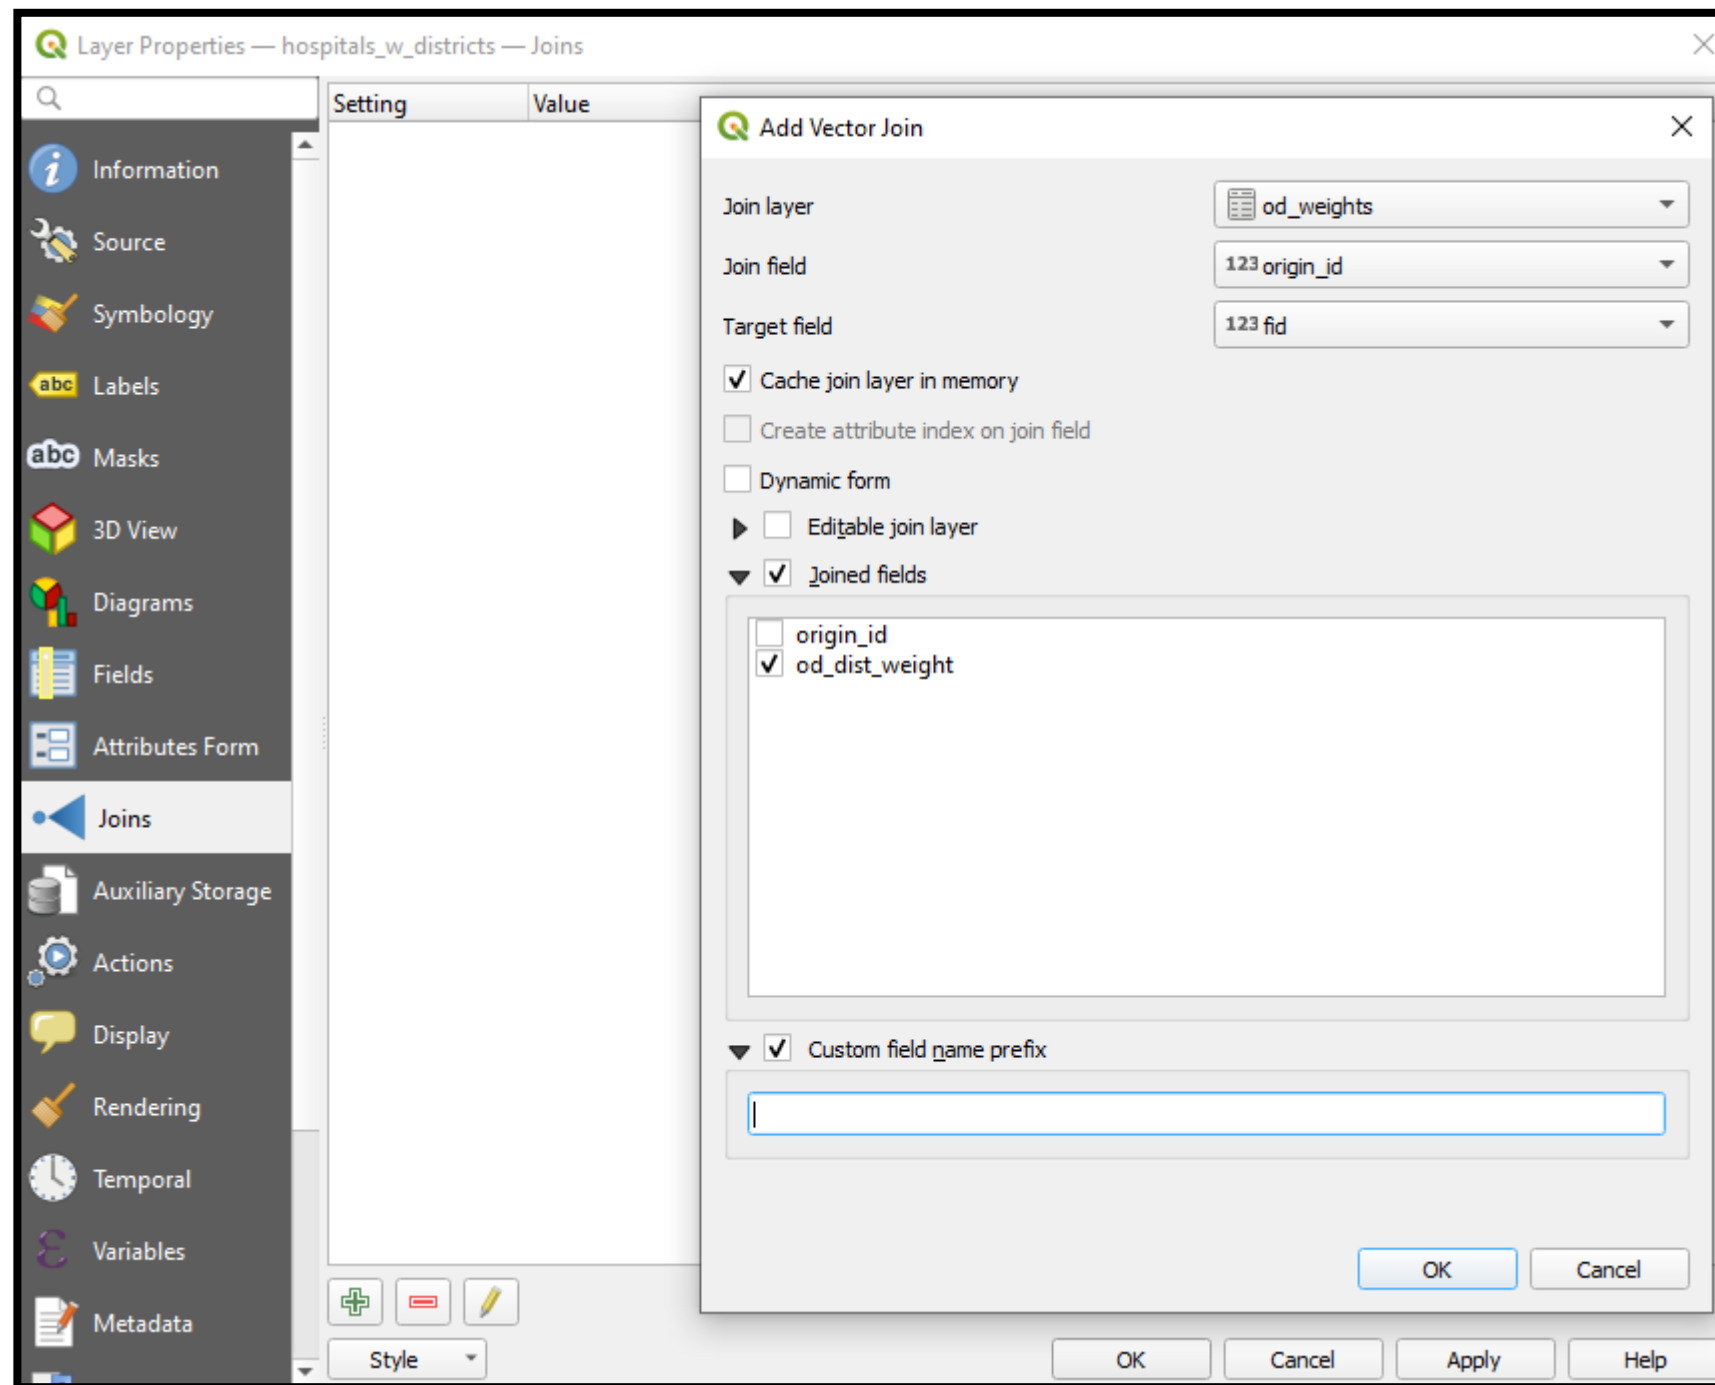 Layer Properties — hospitals_w_districts — Joins
Setting Value
Information
Source
Symbology
abc Labels
abc Masks
3D View
Diagrams
Fields
Attributes Form
Joins
Auxiliary Storage
Actions
Display
Rendering
Temporal
Variables
Metadata
Add Vector Join
Join layer od_weights
Join field 123 origin_id
Target field 123 fid
Cache join layer in memory
Create attribute index on join field
Dynamic form
Editable join layer
Joined fields
origin_id
od_dist_weight
Custom field name prefix
OK Cancel
Style OK Cancel Apply Help